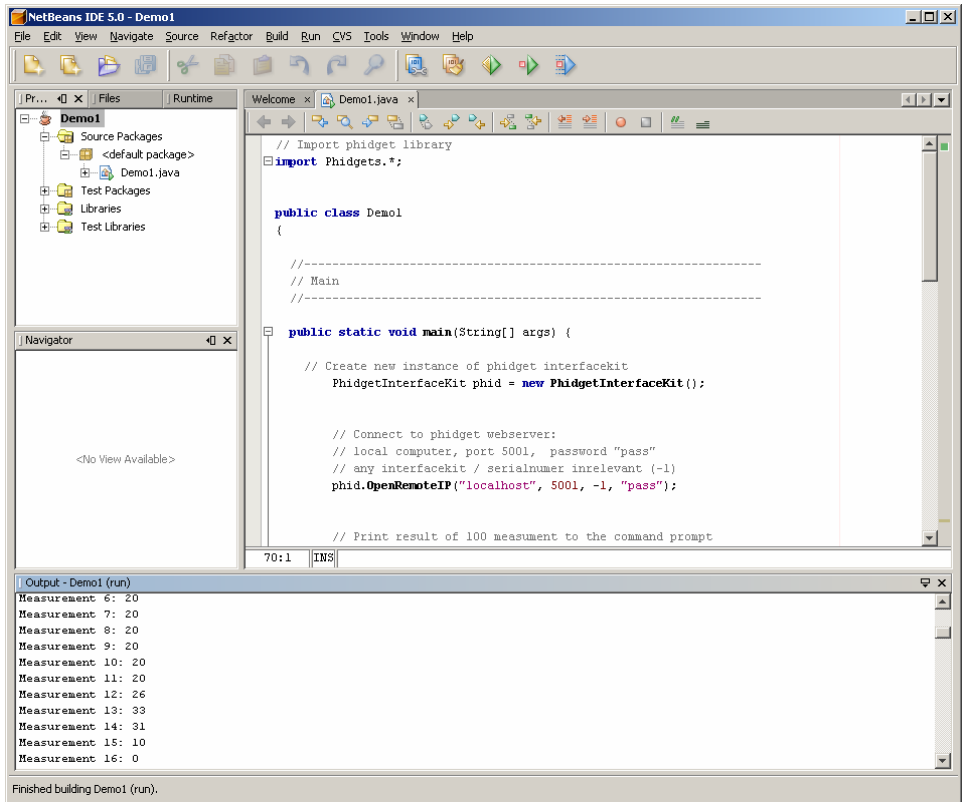 NetBeans IDE 5.0 - Demo1
File Edit View Navigate Source Refactor Build Run CVS Tools Window Help
Pr... Files Runtime
Demo1
Source Packages
<default package>
Demo1.java
Test Packages
Libraries
Test Libraries
Navigator
<No View Available>
Welcome Demo1.java
// Import phidget library
import Phidgets.*;
public class Demo1
{
//-----------------------------------------------------------------
// Main
//-----------------------------------------------------------------
public static void main(String[] args) {
// Create new instance of phidget interfacekit
PhidgetInterfaceKit phid = new PhidgetInterfaceKit();
// Connect to phidget webserver:
// local computer, port 5001,  password "pass"
// any interfacekit / serialnumer inrelevant (-1)
phid.OpenRemoteIP("localhost", 5001, -1, "pass");
// Print result of 100 measument to the command prompt
70:1 INS
Output - Demo1 (run)
Measurement 6: 20
Measurement 7: 20
Measurement 8: 20
Measurement 9: 20
Measurement 10: 20
Measurement 11: 20
Measurement 12: 26
Measurement 13: 33
Measurement 14: 31
Measurement 15: 10
Measurement 16: 0
Finished building Demo1 (run).